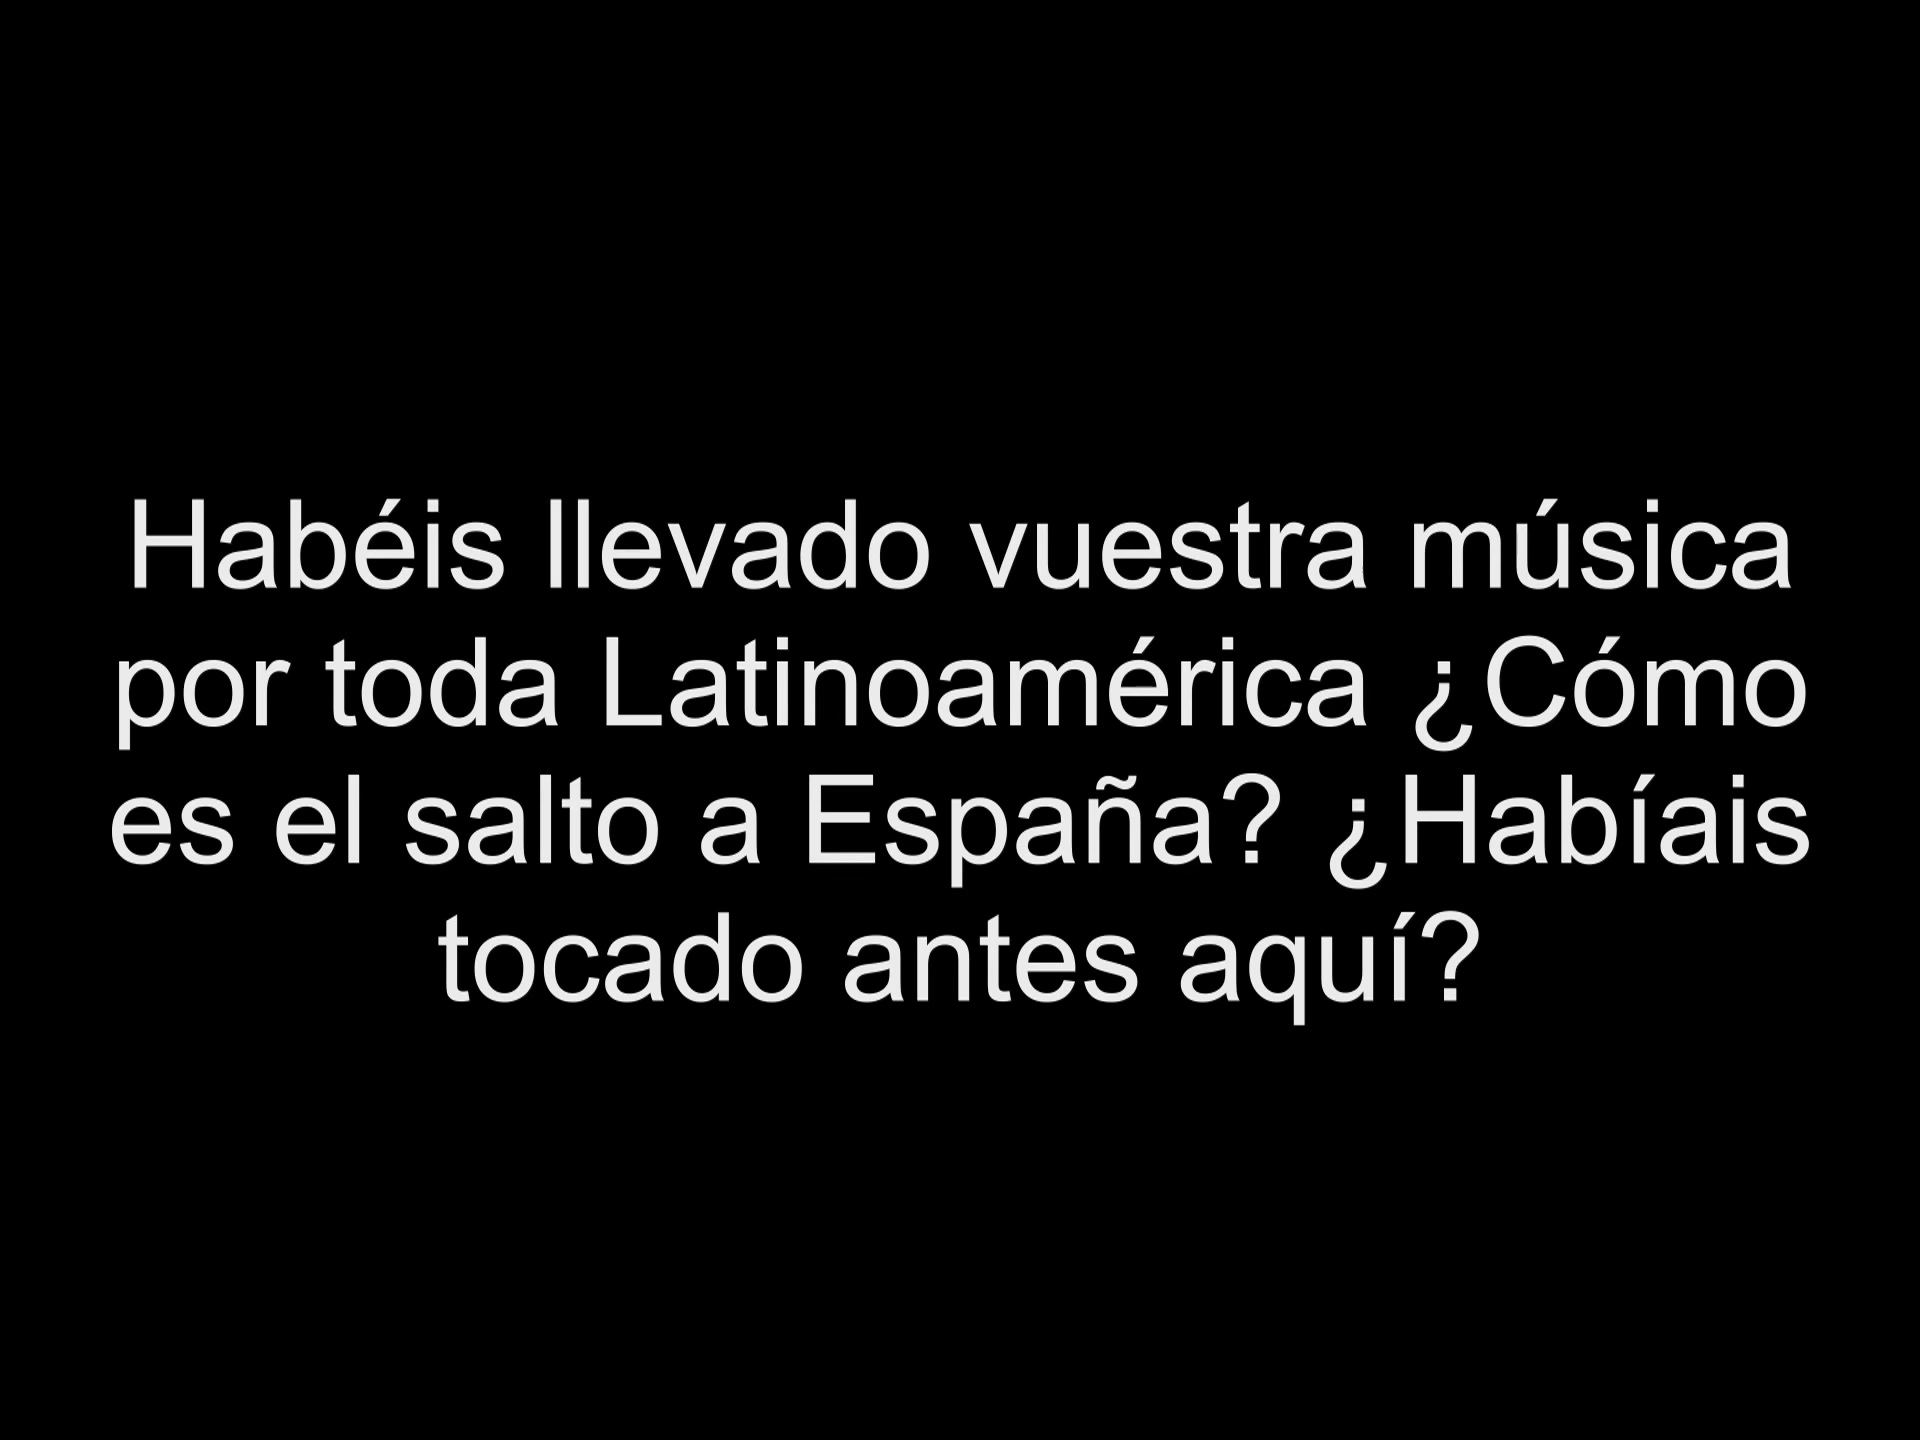 Habéis llevado vuestra música
por toda Latinoamérica ¿Cómo
es el salto a España? ¿Habíais
tocado antes aquí?